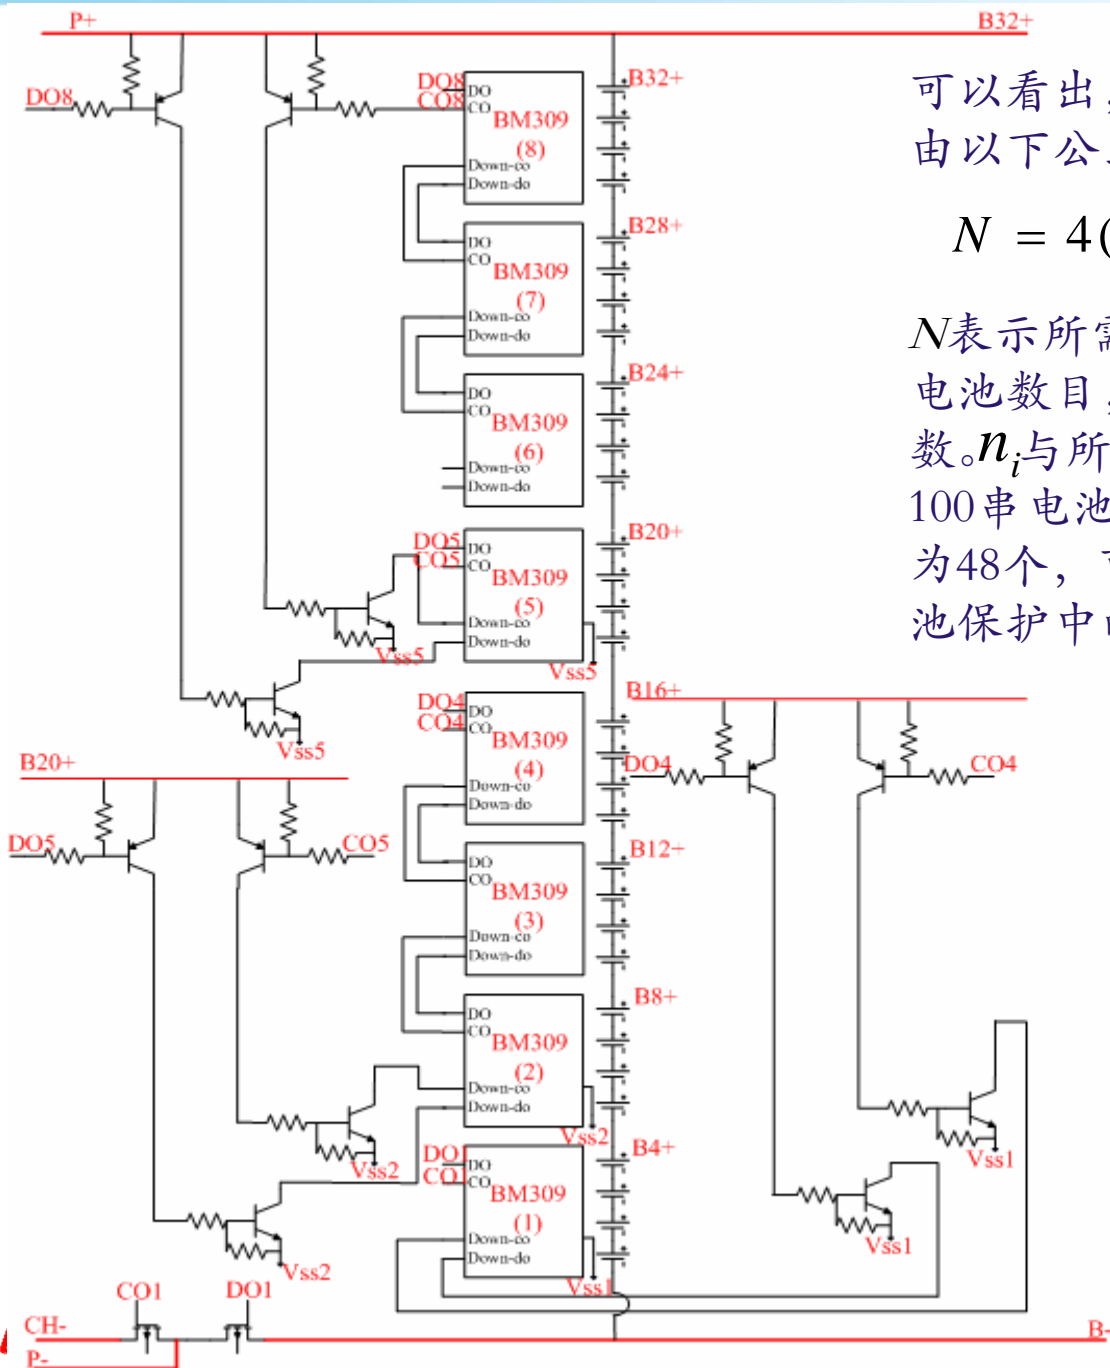 P+
B32+
DO8
DO8
CO8
DO
CO
BM309
(8)
Down-co
Down-do
B32+
可以看出，
由以下公
N = 4(
DO
CO
BM309
(7)
Down-co
Down-do
B28+
N表示所需
电池数目，
数。nᵢ与所
100串电池
为48个，
池保护中
DO
CO
BM309
(6)
Down-co
Down-do
B24+
DO5
CO5
DO
CO
BM309
(5)
Down-co
Down-do
B20+
Vss5
Vss5
Vss5
B16+
DO4
CO4
DO
CO
BM309
(4)
Down-co
Down-do
DO4
CO4
B20+
DO5
CO5
DO
CO
BM309
(3)
Down-co
Down-do
B12+
DO
CO
BM309
(2)
Down-co
Down-do
B8+
Vss2
Vss2
Vss2
DO1
CO1
DO
CO
BM309
(1)
Down-co
Down-do
B4+
Vss1
Vss1
Vss1
CO1
DO1
CH-
P-
B-